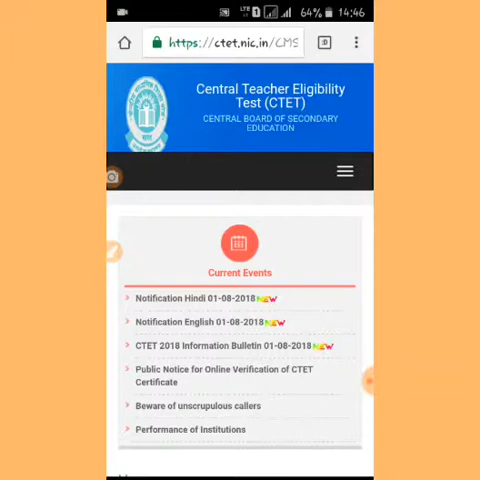 LTE 1 64% 14:46
https://ctet.nic.in/CMS
:D
Central Teacher Eligibility
Test (CTET)
CENTRAL BOARD OF SECONDARY
EDUCATION
Current Events
Notification Hindi 01-08-2018 NEW
Notification English 01-08-2018 NEW
CTET 2018 Information Bulletin 01-08-2018 NEW
Public Notice for Online Verification of CTET
Certificate
Beware of unscrupulous callers
Performance of Institutions